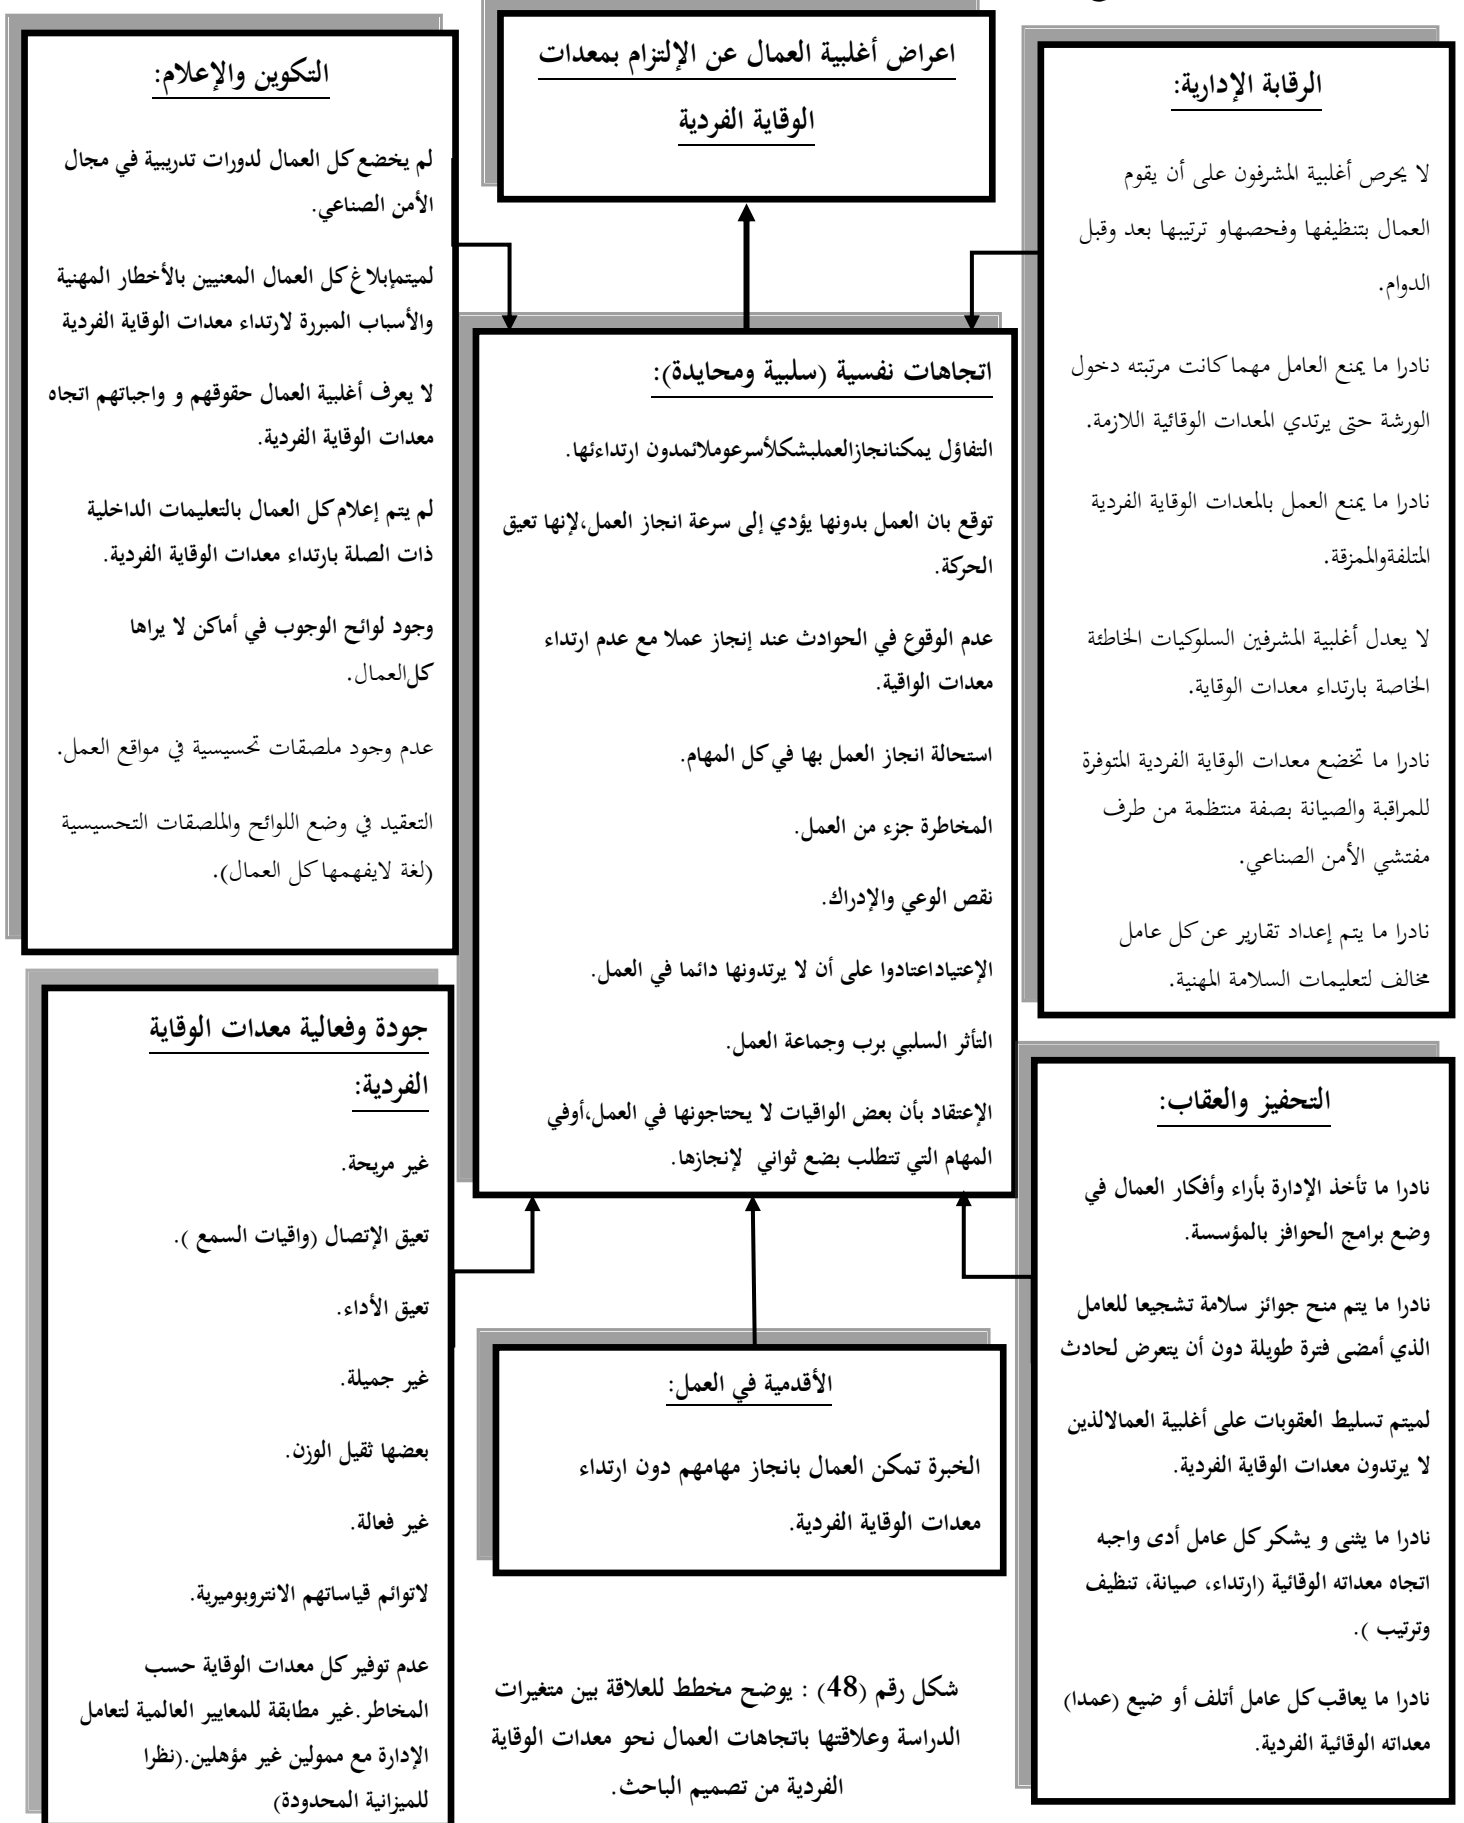 اعراض أغلبية العمال عن الإلتزام بمعدات
الوقاية الفردية
الرقابة الإدارية:
لا يحرص أغلبية المشرفون على أن يقوم
العمال بتنظيفها وفحصهاو ترتيبها بعد وقبل
الدوام.
نادرا ما يمنع العامل مهما كانت مرتبته دخول
الورشة حتى يرتدي المعدات الوقائية اللازمة.
نادرا ما يمنع العمل بالمعدات الوقاية الفردية
المتلفةوالممزقة.
لا يعدل أغلبية المشرفين السلوكيات الخاطئة
الخاصة بارتداء معدات الوقاية.
نادرا ما تخضع معدات الوقاية الفردية المتوفرة
للمراقبة والصيانة بصفة منتظمة من طرف
مفتشي الأمن الصناعي.
نادرا ما يتم إعداد تقارير عن كل عامل
مخالف لتعليمات السلامة المهنية.
التكوين والإعلام:
لم يخضع كل العمال لدورات تدريبية في مجال
الأمن الصناعي.
لميتمإبلاغ كل العمال المعنيين بالأخطار المهنية
والأسباب المبررة لارتداء معدات الوقاية الفردية
لا يعرف أغلبية العمال حقوقهم و واجباتهم اتجاه
معدات الوقاية الفردية.
لم يتم إعلام كل العمال بالتعليمات الداخلية
ذات الصلة بارتداء معدات الوقاية الفردية.
وجود لوائح الوجوب في أماكن لا يراها
كلالعمال.
عدم وجود ملصقات تحسيسية في مواقع العمل.
التعقيد في وضع اللوائح والملصقات التحسيسية
(لغة لايفهمها كل العمال).
اتجاهات نفسية (سلبية ومحايدة):
التفاؤل يمكنانجازالعملبشكلأسرعوملائمدون ارتداءئها.
توقع بان العمل بدونها يؤدي إلى سرعة انجاز العمل،لإنها تعيق
الحركة.
عدم الوقوع في الحوادث عند إنجاز عملا مع عدم ارتداء
معدات الواقية.
استحالة انجاز العمل بها في كل المهام.
المخاطرة جزء من العمل.
نقص الوعي والإدراك.
الإعتياداعتادوا على أن لا يرتدونها دائما في العمل.
التأثر السلبي برب وجماعة العمل.
الإعتقاد بأن بعض الواقيات لا يحتاجونها في العمل،أوفي
المهام التي تتطلب بضع ثواني لإنجازها.
التحفيز والعقاب:
نادرا ما تأخذ الإدارة بأراء وأفكار العمال في
وضع برامج الحوافز بالمؤسسة.
نادرا ما يتم منح جوائز سلامة تشجيعا للعامل
الذي أمضى فترة طويلة دون أن يتعرض لحادث
لميتم تسليط العقوبات على أغلبية العمالالذين
لا يرتدون معدات الوقاية الفردية.
نادرا ما يثنى و يشكر كل عامل أدى واجبه
اتجاه معداته الوقائية (ارتداء، صيانة، تنظيف
وترتيب ).
نادرا ما يعاقب كل عامل أتلف أو ضيع (عمدا)
معداته الوقائية الفردية.
جودة وفعالية معدات الوقاية
الفردية:
غير مريحة.
تعيق الإتصال (واقيات السمع ).
تعيق الأداء.
غير جميلة.
بعضها ثقيل الوزن.
غير فعالة.
لاتوائم قياساتهم الانتروبوميرية.
عدم توفير كل معدات الوقاية حسب
المخاطر.غير مطابقة للمعايير العالمية لتعامل
الإدارة مع ممولين غير مؤهلين.(نظرا
للميزانية المحدودة)
الأقدمية في العمل:
الخبرة تمكن العمال بانجاز مهامهم دون ارتداء
معدات الوقاية الفردية.
شكل رقم (48) : يوضح مخطط للعلاقة بين متغيرات
الدراسة وعلاقتها باتجاهات العمال نحو معدات الوقاية
الفردية من تصميم الباحث.